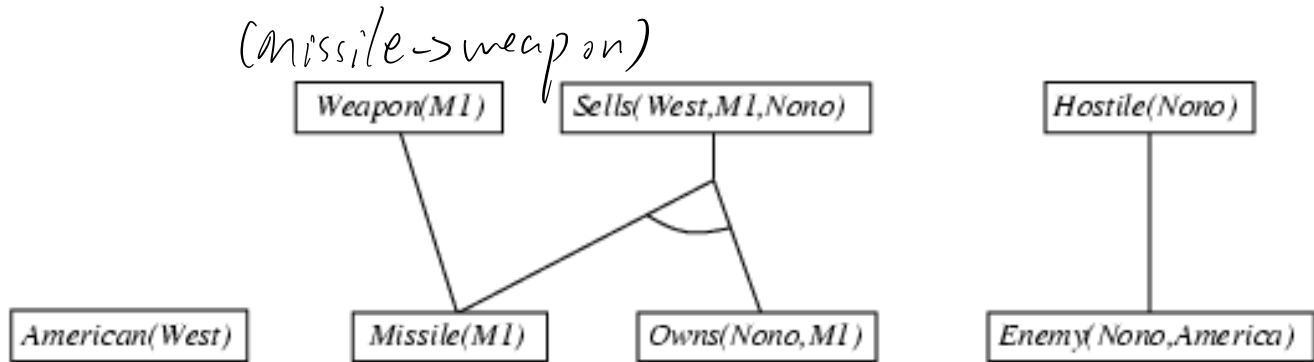 (missile->weapon)
Weapon(M1) Sells(West,M1,Nono) Hostile(Nono)
American(West) Missile(M1) Owns(Nono,M1) Enemy(Nono,America)